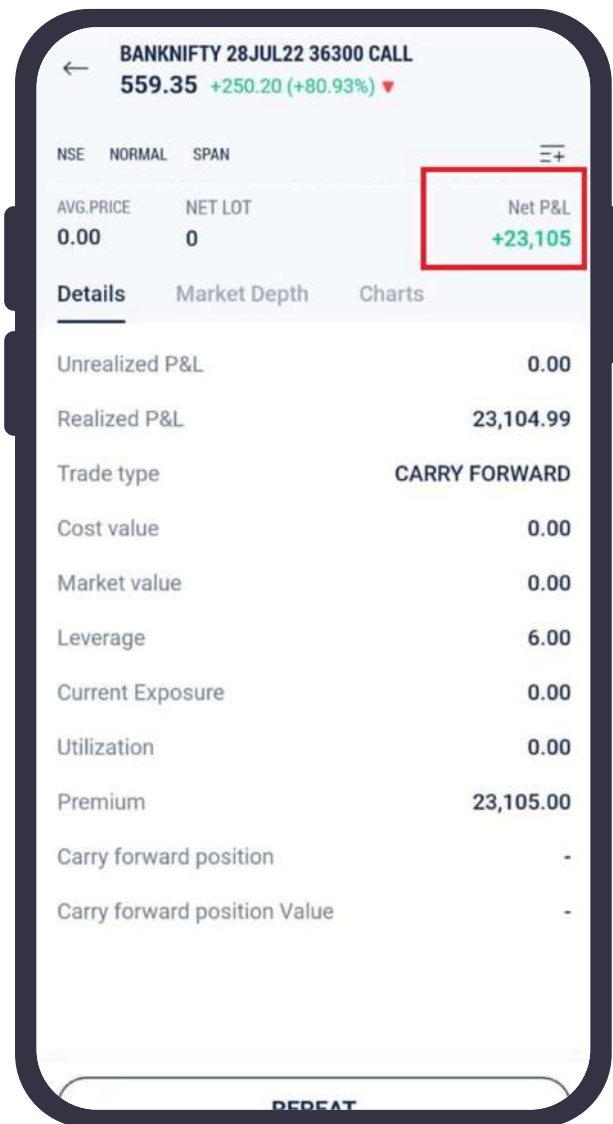 BANKNIFTY 28JUL22 36300 CALL
559.35 +250.20 (+80.93%)
NSE NORMAL SPAN
AVG.PRICE NET LOT Net P&L
0.00 0 +23,105
Details Market Depth Charts
Unrealized P&L 0.00
Realized P&L 23,104.99
Trade type CARRY FORWARD
Cost value 0.00
Market value 0.00
Leverage 6.00
Current Exposure 0.00
Utilization 0.00
Premium 23,105.00
Carry forward position -
Carry forward position Value -
REPEAT